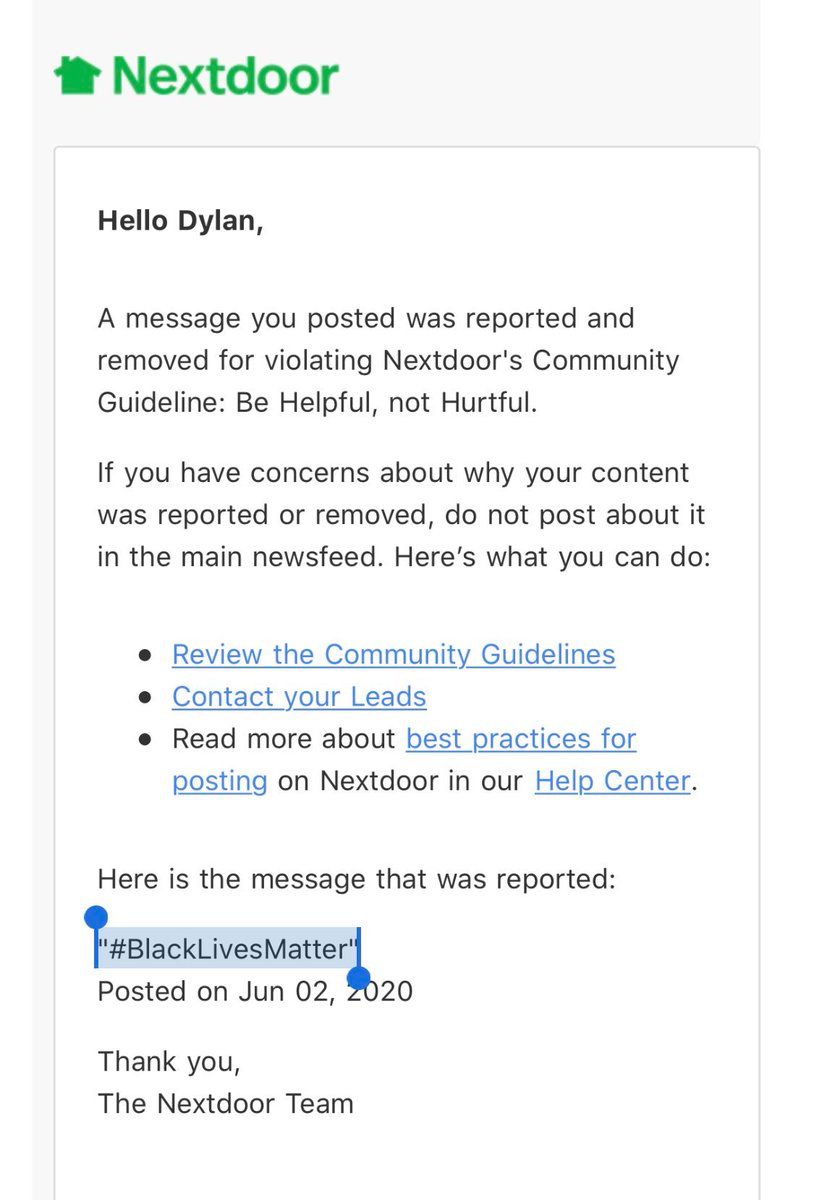 Nextdoor
Hello Dylan,
A message you posted was reported and
removed for violating Nextdoor's Community
Guideline: Be Helpful, not Hurtful.
If you have concerns about why your content
was reported or removed, do not post about it
in the main newsfeed. Here’s what you can do:
● Review the Community Guidelines
● Contact your Leads
● Read more about best practices for
posting on Nextdoor in our Help Center.
Here is the message that was reported:
"#BlackLivesMatter"
Posted on Jun 02, 2020
Thank you,
The Nextdoor Team